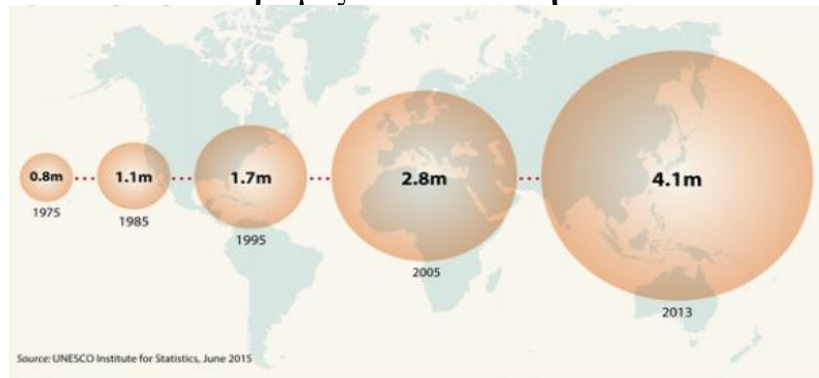 0.8m
1.1m
1.7m
2.8m
4.1m
1975
1985
1995
2005
2013
Source: UNESCO Institute for Statistics, June 2015